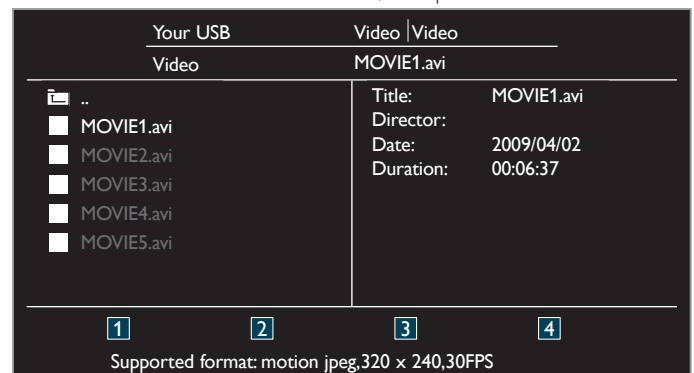 Your USB Video | Video
Video MOVIE1.avi
..
MOVIE1.avi
MOVIE2.avi
MOVIE3.avi
MOVIE4.avi
MOVIE5.avi
Title: MOVIE1.avi
Director:
Date: 2009/04/02
Duration: 00:06:37
1 2 3 4
Supported format: motion jpeg,320 x 240,30FPS